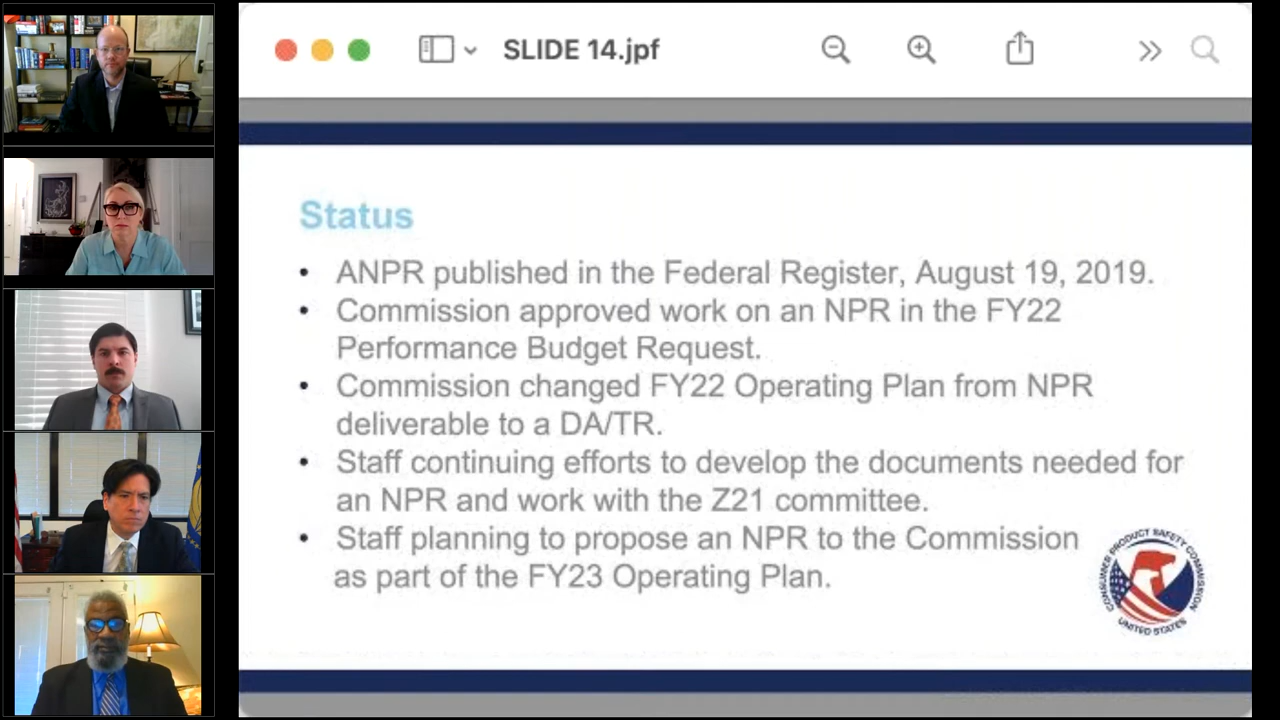 SLIDE 14.jpf
Status
• ANPR published in the Federal Register, August 19, 2019.
• Commission approved work on an NPR in the FY22
Performance Budget Request.
• Commission changed FY22 Operating Plan from NPR
deliverable to a DA/TR.
• Staff continuing efforts to develop the documents needed for
an NPR and work with the Z21 committee.
• Staff planning to propose an NPR to the Commission
as part of the FY23 Operating Plan.
CONSUMER PRODUCT SAFETY COMMISSION
UNITED STATES